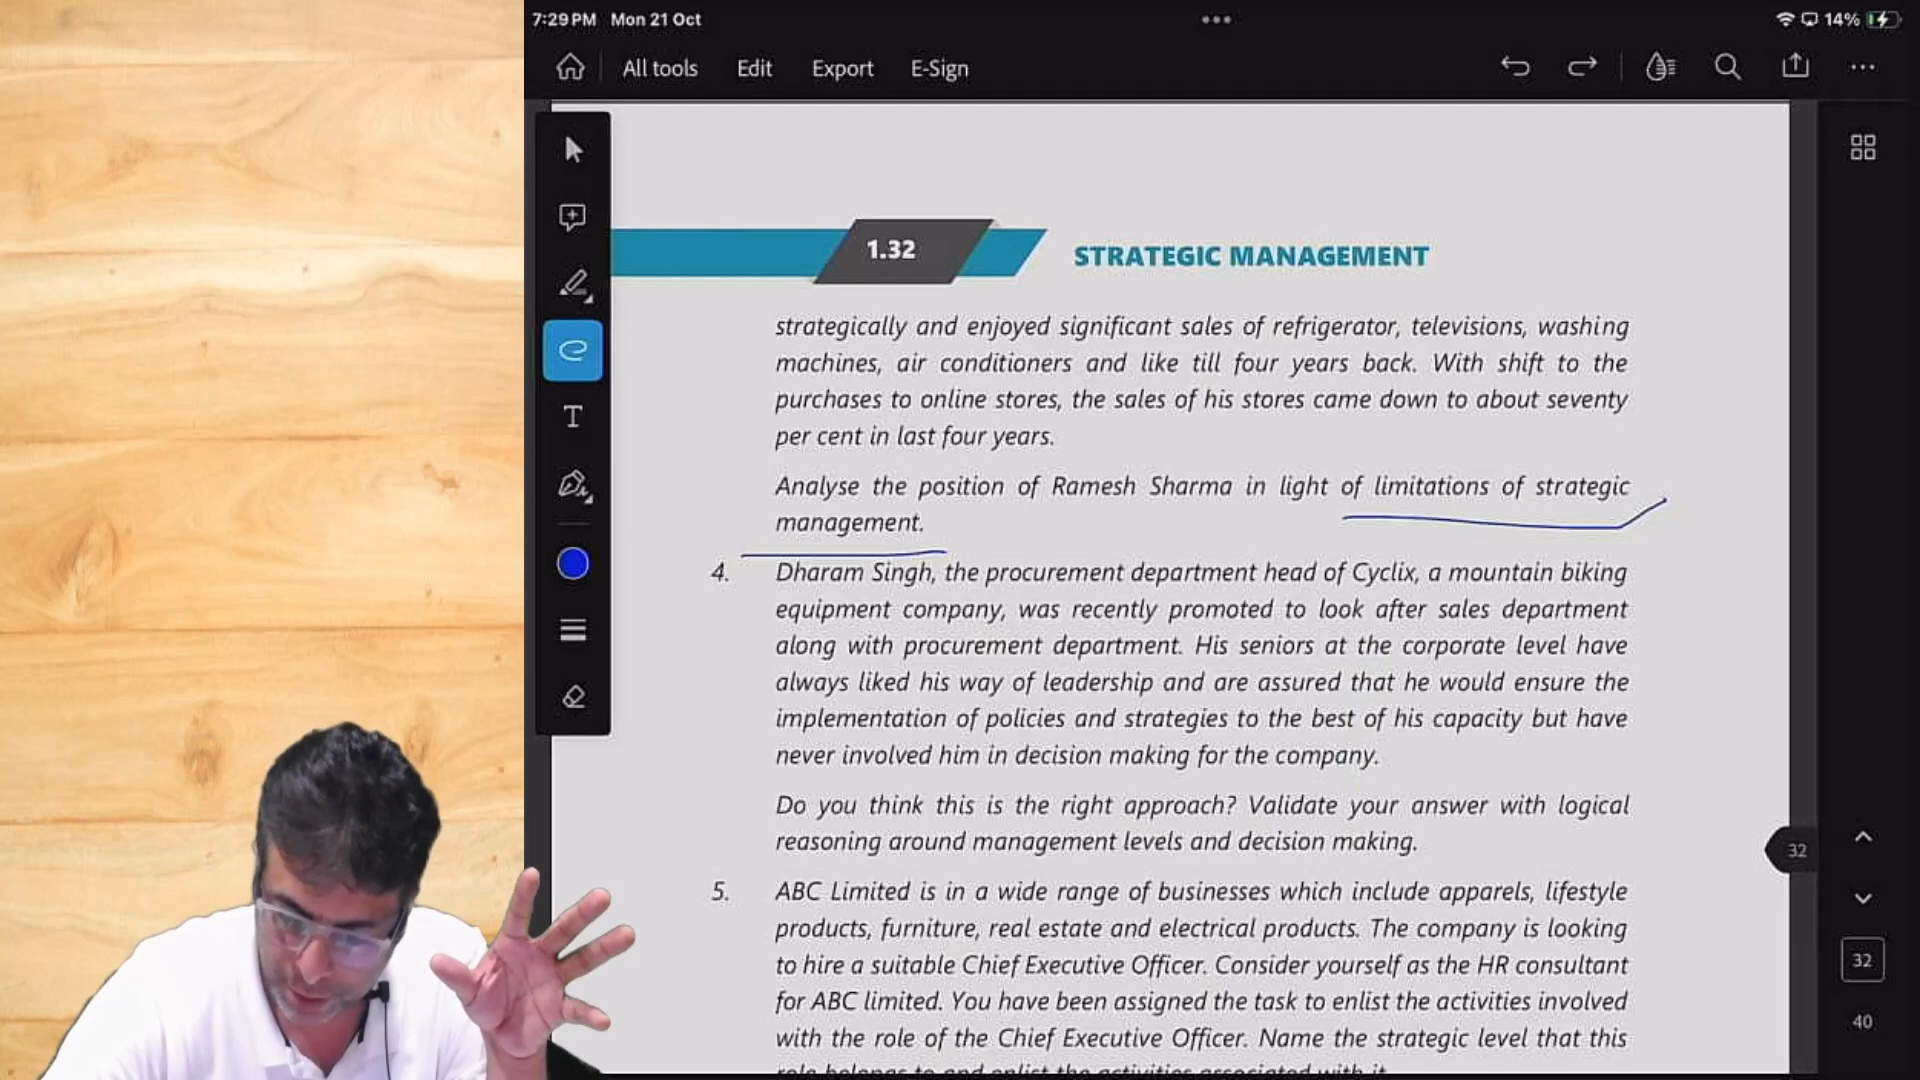 7:29 PM Mon 21 Oct
14%
All tools Edit Export E-Sign
1.32
STRATEGIC MANAGEMENT
strategically and enjoyed significant sales of refrigerator, televisions, washing
machines, air conditioners and like till four years back. With shift to the
purchases to online stores, the sales of his stores came down to about seventy
per cent in last four years.
Analyse the position of Ramesh Sharma in light of limitations of strategic
management.
4. Dharam Singh, the procurement department head of Cyclix, a mountain biking
equipment company, was recently promoted to look after sales department
along with procurement department. His seniors at the corporate level have
always liked his way of leadership and are assured that he would ensure the
implementation of policies and strategies to the best of his capacity but have
never involved him in decision making for the company.
Do you think this is the right approach? Validate your answer with logical
reasoning around management levels and decision making.
5. ABC Limited is in a wide range of businesses which include apparels, lifestyle
products, furniture, real estate and electrical products. The company is looking
to hire a suitable Chief Executive Officer. Consider yourself as the HR consultant
for ABC limited. You have been assigned the task to enlist the activities involved
with the role of the Chief Executive Officer. Name the strategic level that this
role belongs to and enlist the activities associated with it.
T
32
32
40